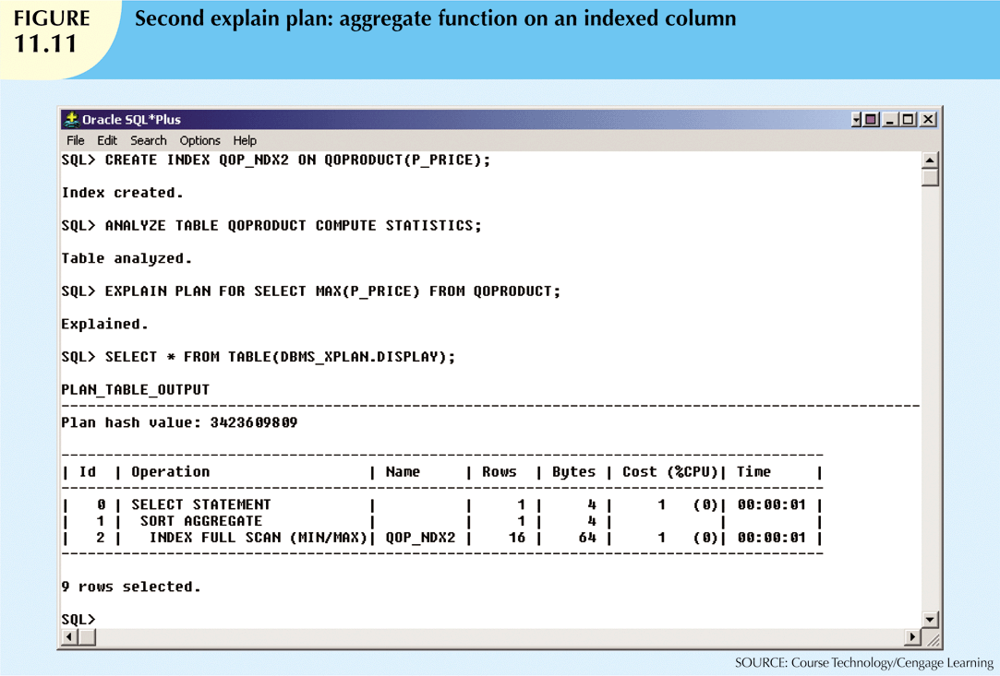 FIGURE
11.11
Second explain plan: aggregate function on an indexed column
Oracle SQL*Plus
File Edit Search Options Help
SQL> CREATE INDEX QOP_NDX2 ON QOPRODUCT(P_PRICE);
Index created.
SQL> ANALYZE TABLE QOPRODUCT COMPUTE STATISTICS;
Table analyzed.
SQL> EXPLAIN PLAN FOR SELECT MAX(P_PRICE) FROM QOPRODUCT;
Explained.
SQL> SELECT * FROM TABLE(DBMS_XPLAN.DISPLAY);
PLAN_TABLE_OUTPUT
Plan hash value: 3423609809
| Id | Operation | Name | Rows | Bytes | Cost (%CPU)| Time |
| 0 | SELECT STATEMENT | | 1 | 4 | 1 (0)| 00:00:01 |
| 1 | SORT AGGREGATE | | 1 | 4 | | |
| 2 | INDEX FULL SCAN (MIN/MAX)| QOP_NDX2 | 16 | 64 | 1 (0)| 00:00:01 |
9 rows selected.
SQL>
SOURCE: Course Technology/Cengage Learning